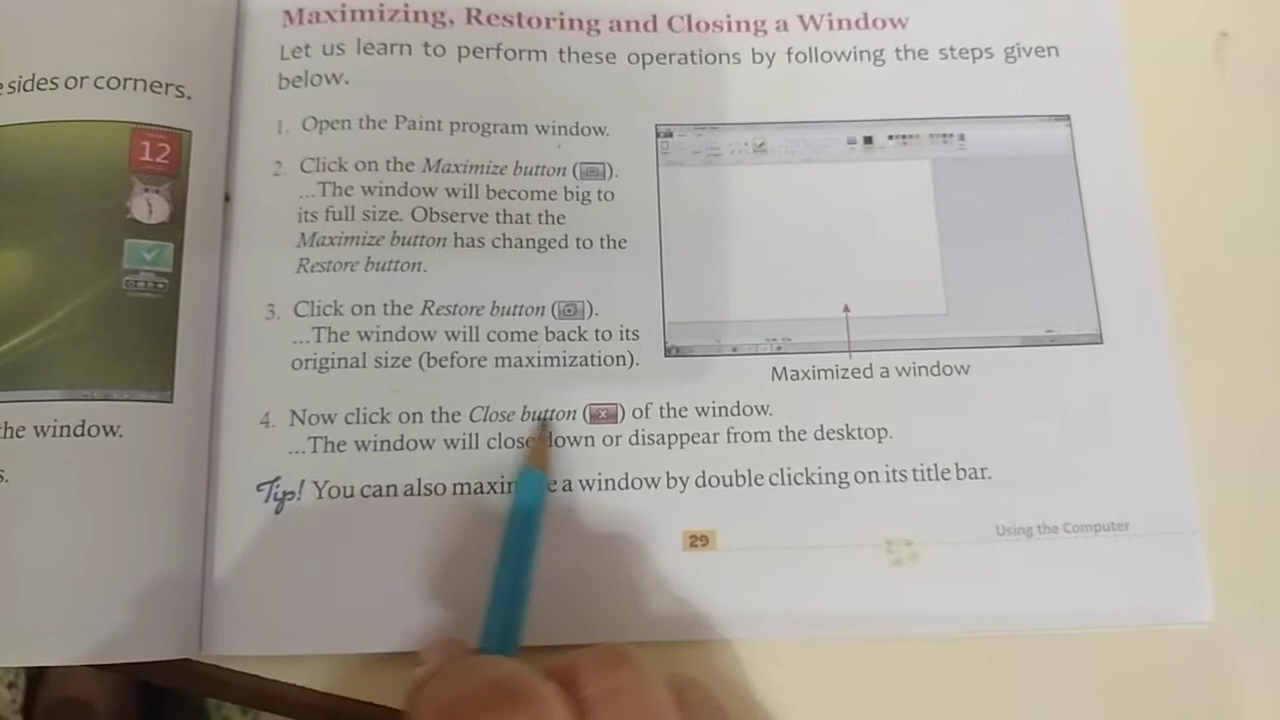 sides or corners.
12
the window.
s.
Maximizing, Restoring and Closing a Window
Let us learn to perform these operations by following the steps given
below.
1. Open the Paint program window.
2. Click on the Maximize button ( ).
...The window will become big to
its full size. Observe that the
Maximize button has changed to the
Restore button.
3. Click on the Restore button ( ).
...The window will come back to its
original size (before maximization).
Maximized a window
4. Now click on the Close button (x) of the window.
...The window will close down or disappear from the desktop.
Tip! You can also a window by double clicking on its title bar.
29
Using the Computer